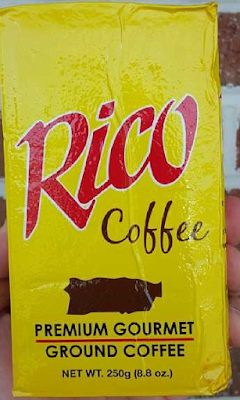 Rico
Coffee
PREMIUM GOURMET
GROUND COFFEE
NET WT. 250g (8.8 oz.)